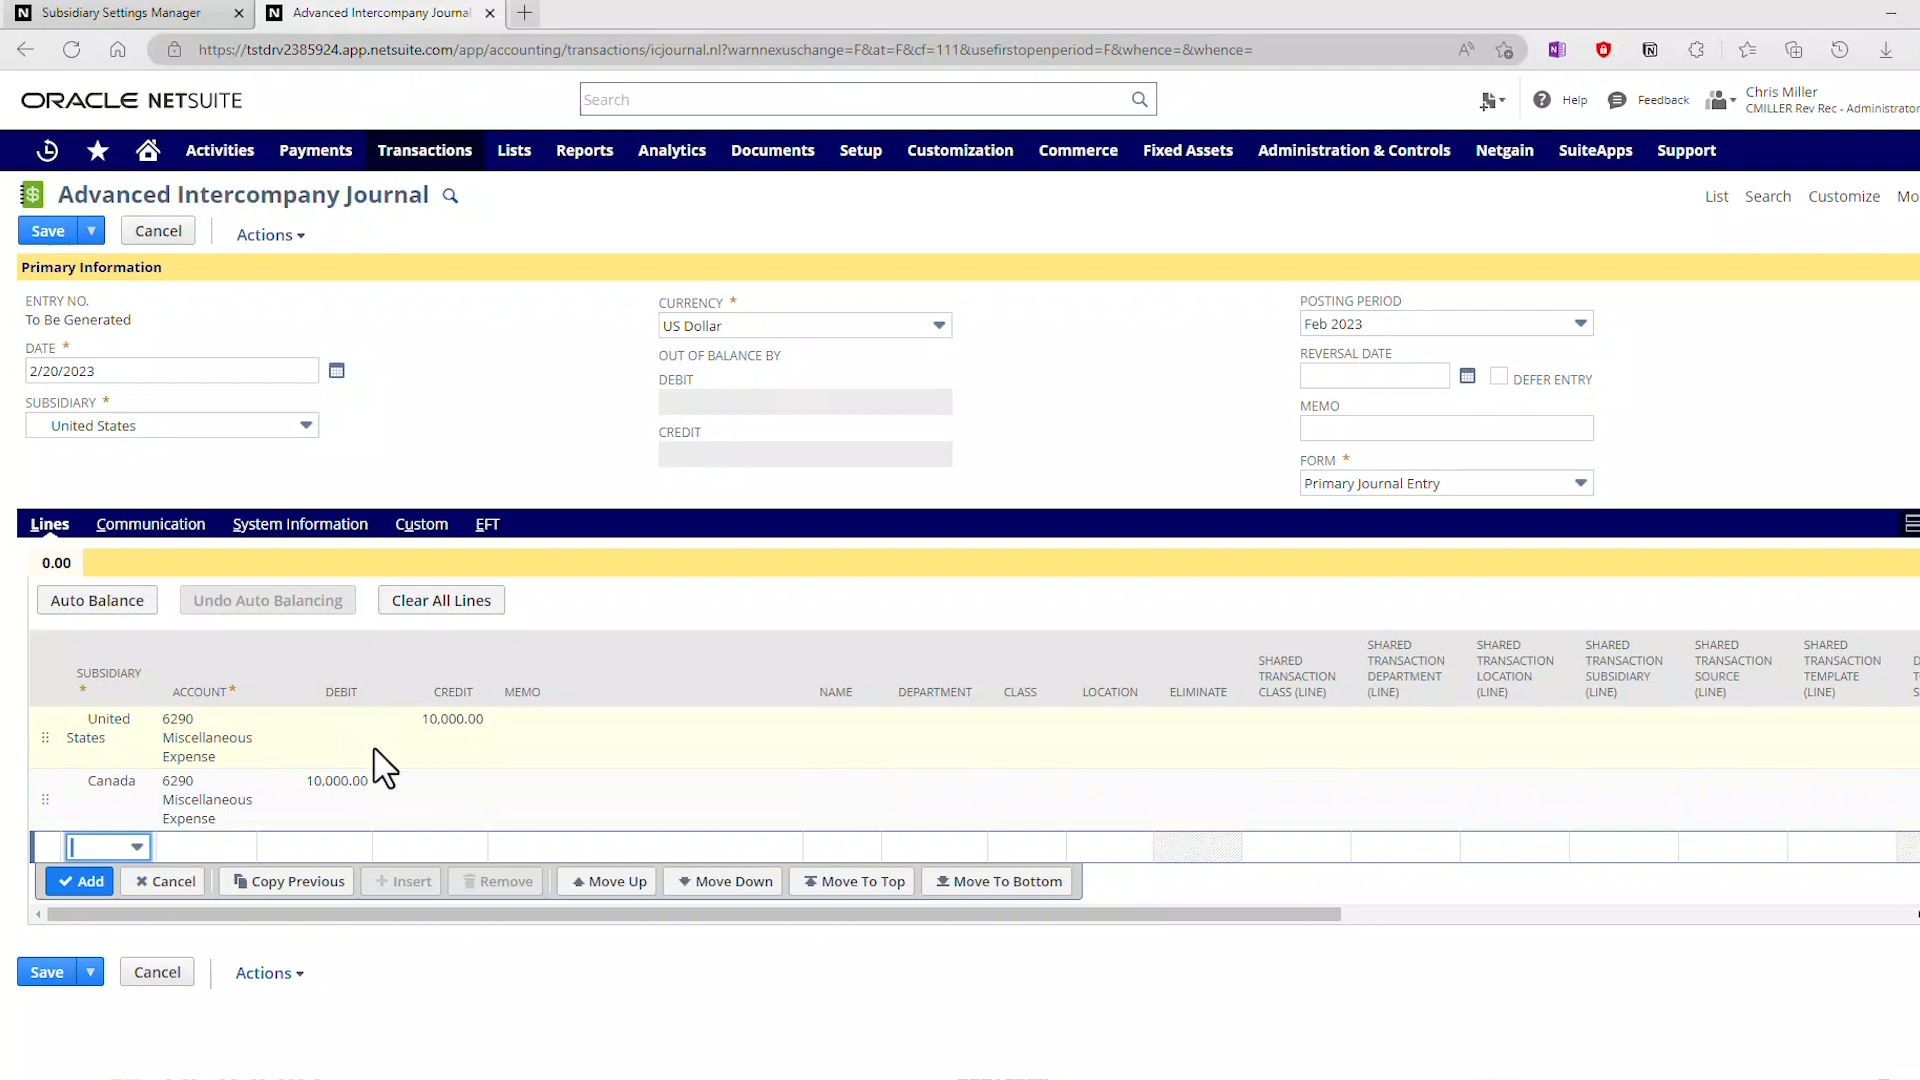 Subsidiary Settings Manager
Advanced Intercompany Journal
https://tstdrv2385924.app.netsuite.com/app/accounting/transactions/icjournal.nl?warnnexuschange=F&at=F&cf=111&usefirstopenperiod=F&whence=&whence=
ORACLE NETSUITE
Search
Help
Feedback
Chris Miller
CMILLER Rev Rec - Administrator
Activities Payments Transactions Lists Reports Analytics Documents Setup Customization Commerce Fixed Assets Administration & Controls Netgain SuiteApps Support
Advanced Intercompany Journal
List Search Customize Mo
Save Cancel Actions
Primary Information
ENTRY NO.
To Be Generated
DATE *
2/20/2023
SUBSIDIARY *
United States
CURRENCY *
US Dollar
OUT OF BALANCE BY
DEBIT
CREDIT
POSTING PERIOD
Feb 2023
REVERSAL DATE
DEFER ENTRY
MEMO
FORM *
Primary Journal Entry
Lines Communication System Information Custom EFT
0.00
Auto Balance Undo Auto Balancing Clear All Lines
SUBSIDIARY *
ACCOUNT *
DEBIT
CREDIT
MEMO
NAME
DEPARTMENT
CLASS
LOCATION
ELIMINATE
SHARED TRANSACTION CLASS (LINE)
SHARED TRANSACTION DEPARTMENT (LINE)
SHARED TRANSACTION LOCATION (LINE)
SHARED TRANSACTION SUBSIDIARY (LINE)
SHARED TRANSACTION SOURCE (LINE)
SHARED TRANSACTION TEMPLATE (LINE)
United States
6290 Miscellaneous Expense
10,000.00
Canada
6290 Miscellaneous Expense
10,000.00
Add Cancel Copy Previous Insert Remove Move Up Move Down Move To Top Move To Bottom
Save Cancel Actions